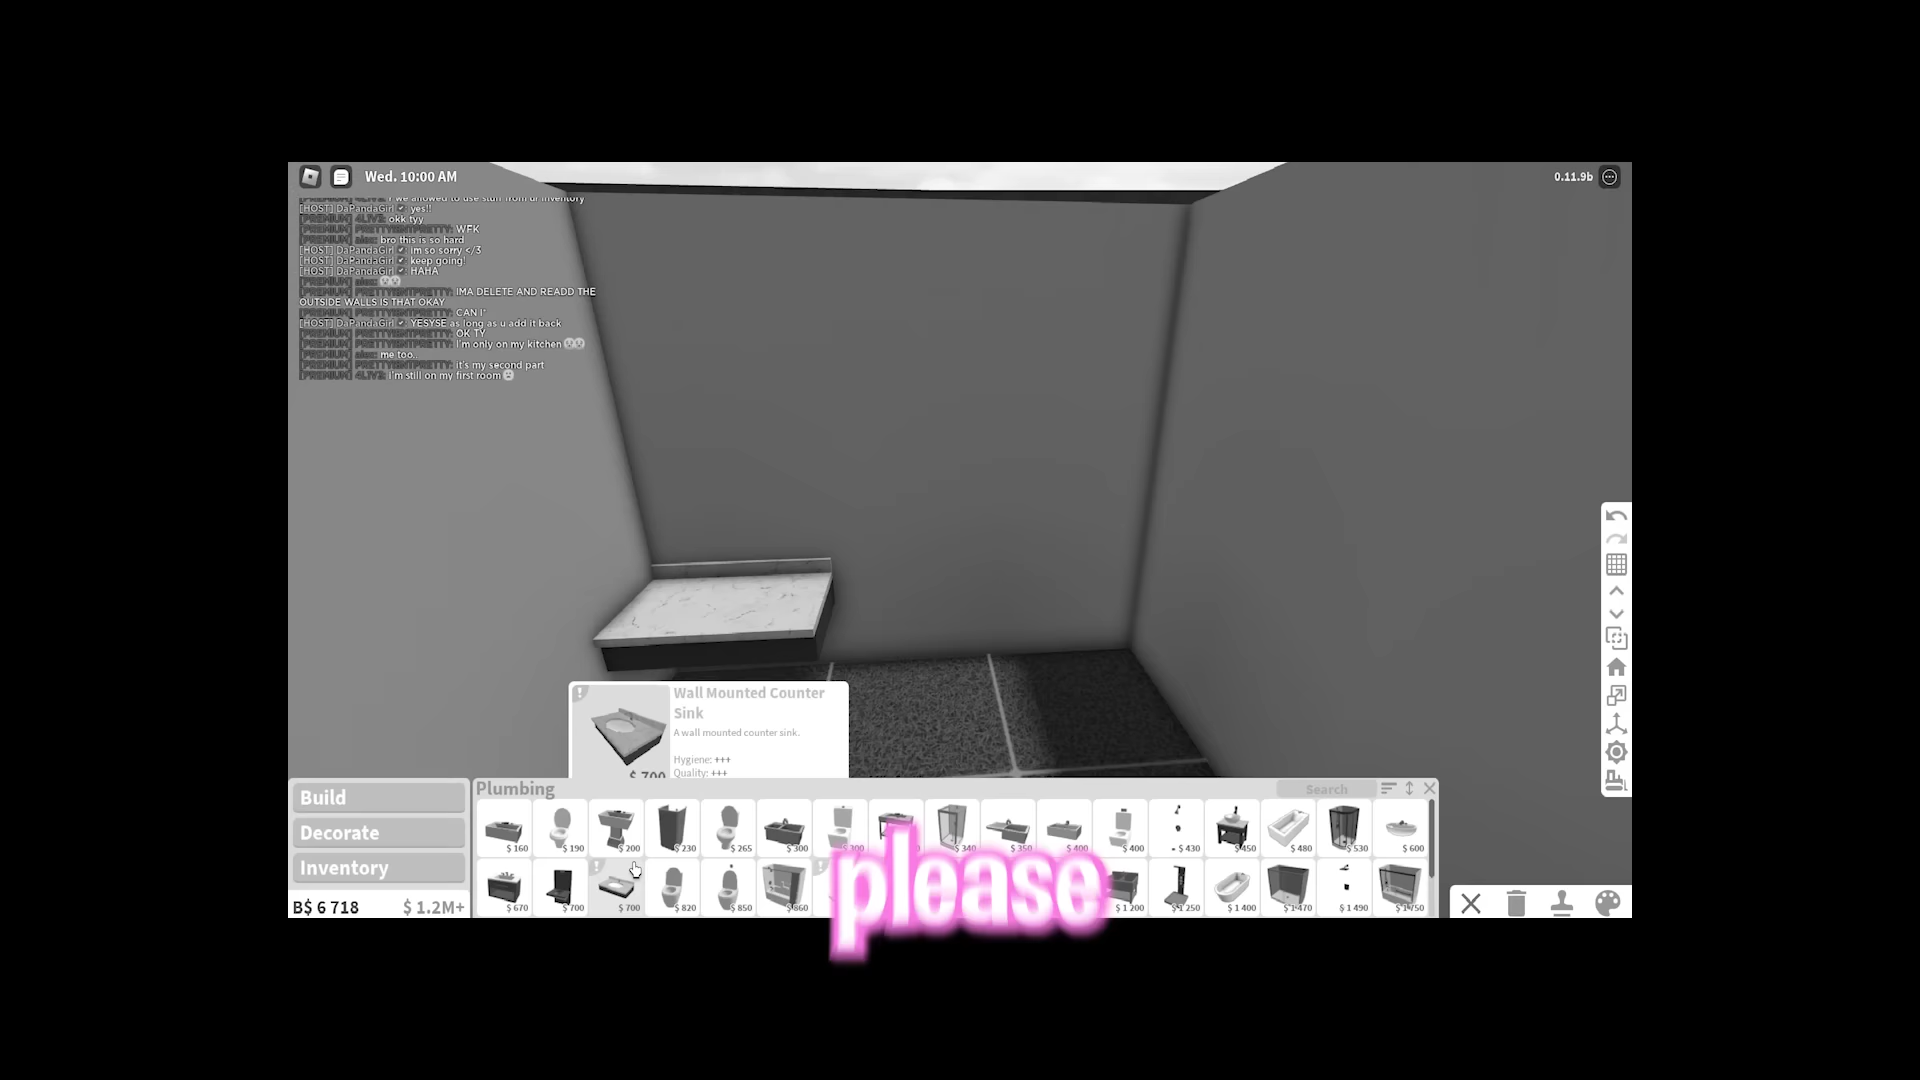 Wed. 10:00 AM
0.11.9b
[HOST] DaPandaGirl : yes!!
okk tyy
WFK
alex: bro this is so hard
[HOST] DaPandaGirl : im so sorry </3
[HOST] DaPandaGirl : keep going!
[HOST] DaPandaGirl : HAHA
IMA DELETE AND READD THE
OUTSIDE WALLS IS THAT OKAY
CAN I*
[HOST] DaPandaGirl : YESYSE as long as u add it back
OK TY
I'm only on my kitchen
alex: me too..
it's my second part
i'm still on my first room
Wall Mounted Counter
Sink
A wall mounted counter sink.
Hygiene: +++
Quality: +++
$ 700
Build
Decorate
Inventory
B$ 6 718 $ 1.2M+
Plumbing
Search
$ 160 $ 190 $ 200 $ 230 $ 265 $ 300 $ 340 $ 350 $ 400 $ 400 $ 430 $ 450 $ 480 $ 530 $ 600
$ 670 $ 700 $ 700 $ 820 $ 850 $ 860 $ 1 200 $ 1 250 $ 1 400 $ 1 470 $ 1 490 $ 1 750
please